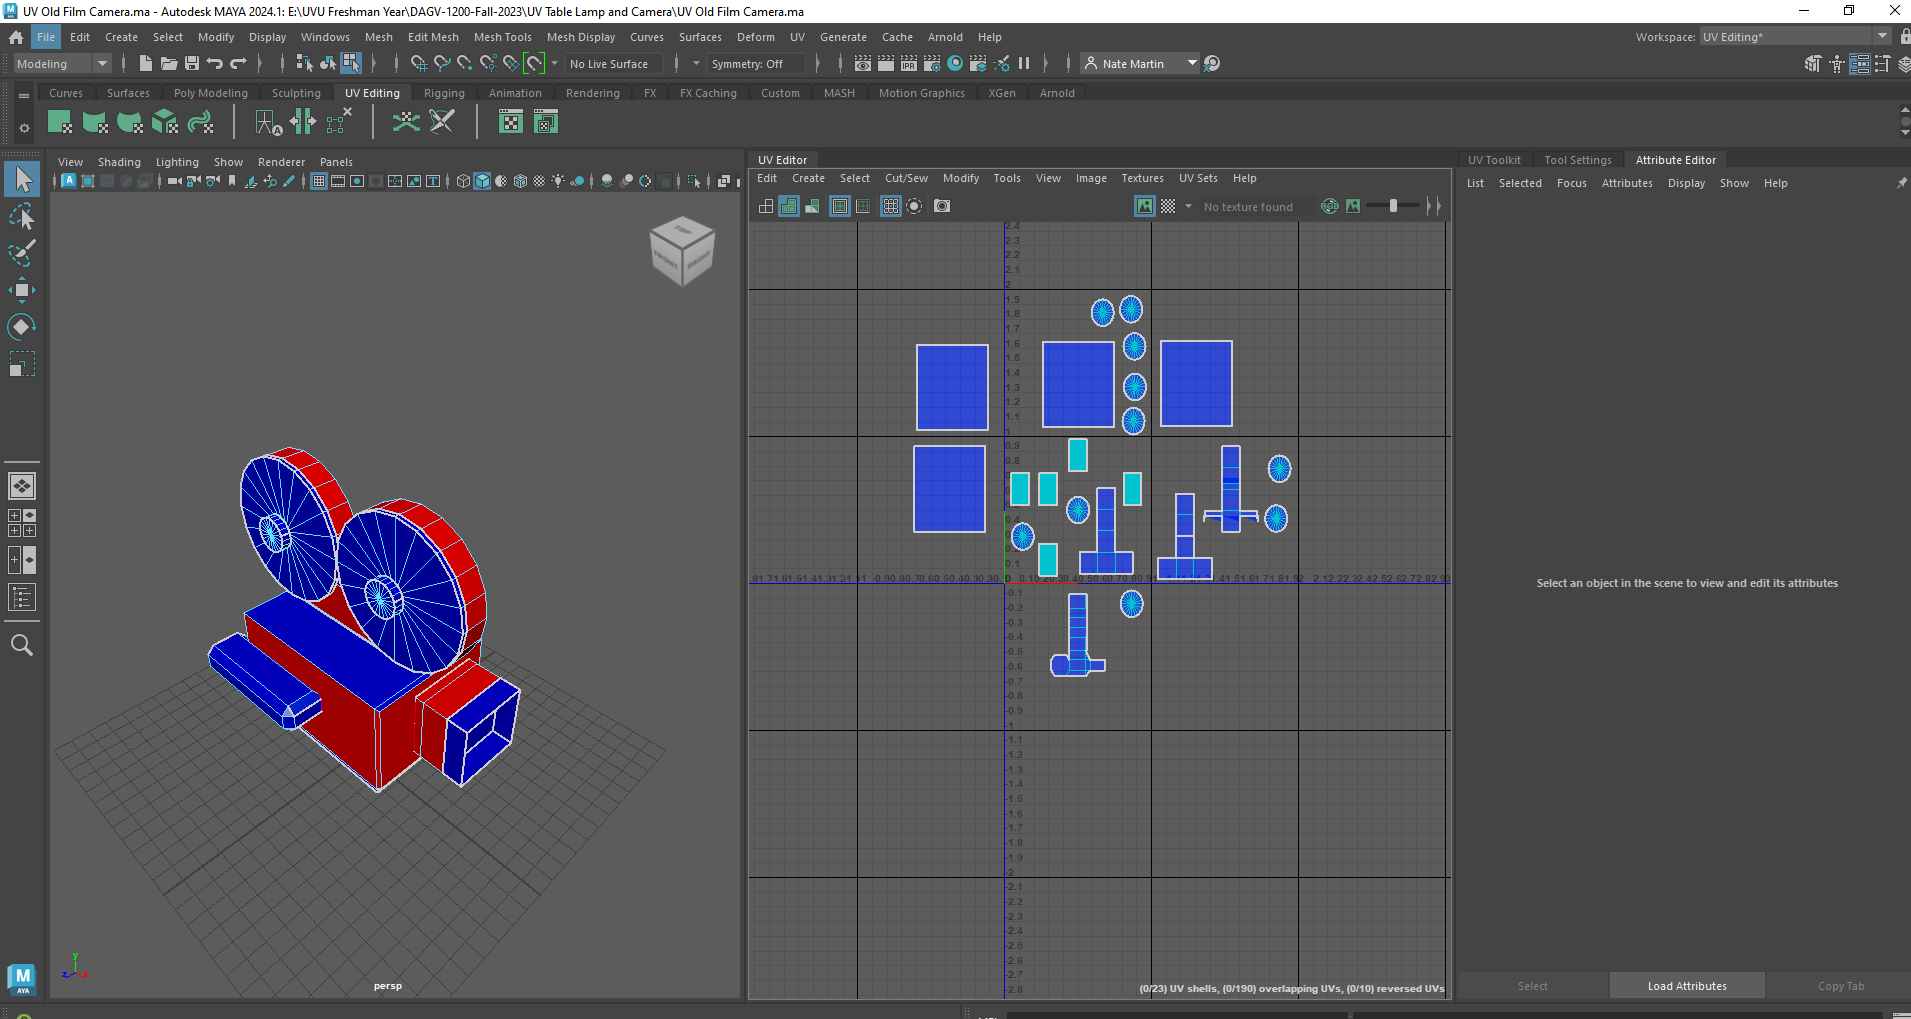 UV Old Film Camera.ma - Autodesk MAYA 2024.1: E:\UVU Freshman Year\DAGV-1200-Fall-2023\UV Table Lamp and Camera\UV Old Film Camera.ma
File Edit Create Select Modify Display Windows Mesh Edit Mesh Mesh Tools Mesh Display Curves Surfaces Deform UV Generate Cache Arnold Help
Workspace: UV Editing*
Modeling No Live Surface Symmetry: Off IPR Nate Martin
Curves Surfaces Poly Modeling Sculpting UV Editing Rigging Animation Rendering FX FX Caching Custom MASH Motion Graphics XGen Arnold
View Shading Lighting Show Renderer Panels
UV Editor
UV Toolkit Tool Settings Attribute Editor
Edit Create Select Cut/Sew Modify Tools View Image Textures UV Sets Help
List Selected Focus Attributes Display Show Help
No texture found RGB
TOP
FRONT RIGHT
2.4
2.3
2.2
2.1
2
1.9
1.8
1.7
1.6
1.5
1.4
1.3
1.2
1.1
1
0.9
0.8
0.1
0
-0.1
-0.2
-0.3
-0.4
-0.5
-0.6
-0.7
-0.8
-0.9
-1
-1.1
-1.2
-1.3
-1.4
-1.5
-1.6
-1.7
-1.8
-1.9
-2
-2.1
-2.2
-2.3
-2.4
-2.5
-2.6
-2.7
-2.8
Select an object in the scene to view and edit its attributes
y
z x
persp
(0/23) UV shells, (0/190) overlapping UVs, (0/10) reversed UVs
Select Load Attributes Copy Tab
M
AYA